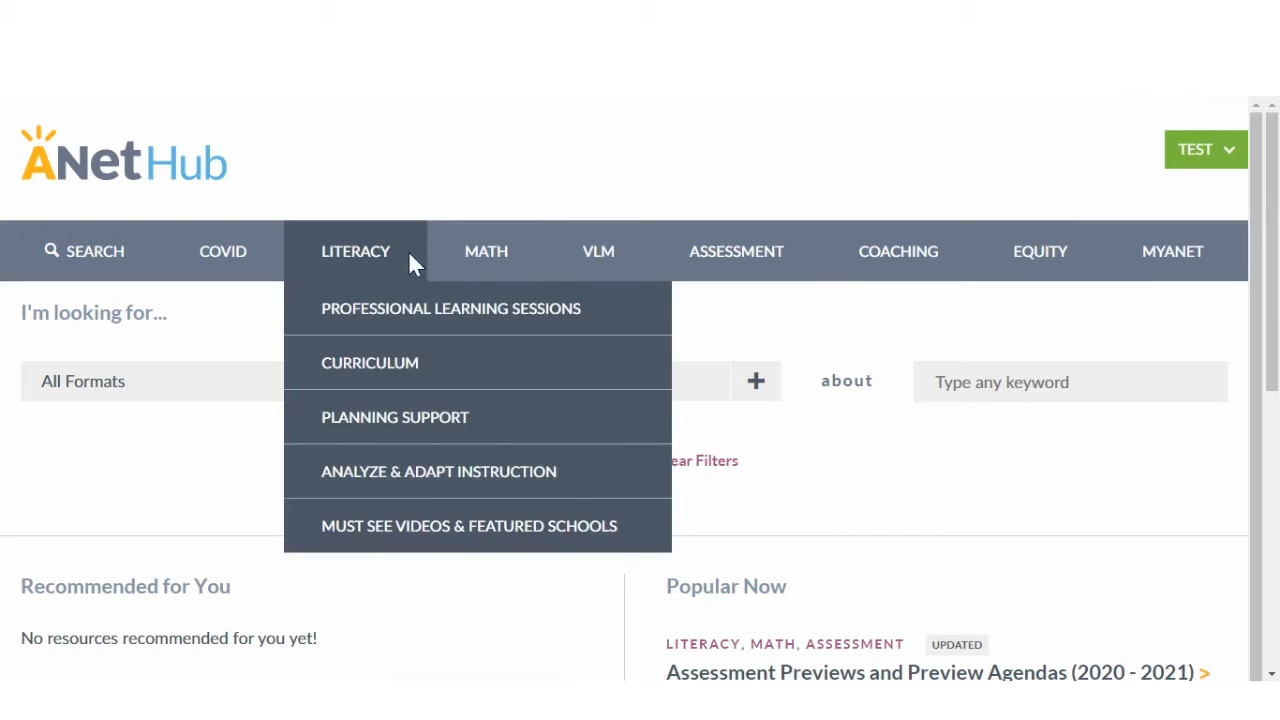 ANet Hub
TEST
SEARCH COVID LITERACY MATH VLM ASSESSMENT COACHING EQUITY MYANET
I'm looking for...
PROFESSIONAL LEARNING SESSIONS
CURRICULUM
All Formats + about Type any keyword
PLANNING SUPPORT
ear Filters
ANALYZE & ADAPT INSTRUCTION
MUST SEE VIDEOS & FEATURED SCHOOLS
Recommended for You
No resources recommended for you yet!
Popular Now
LITERACY, MATH, ASSESSMENT UPDATED
Assessment Previews and Preview Agendas (2020 - 2021) >